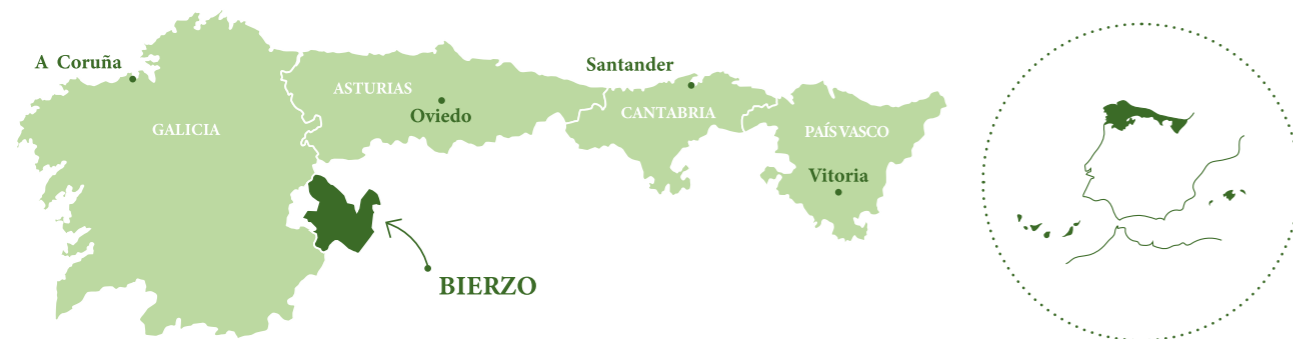 A Coruña
GALICIA
ASTURIAS
Oviedo
Santander
CANTABRIA
PAÍS VASCO
Vitoria
BIERZO